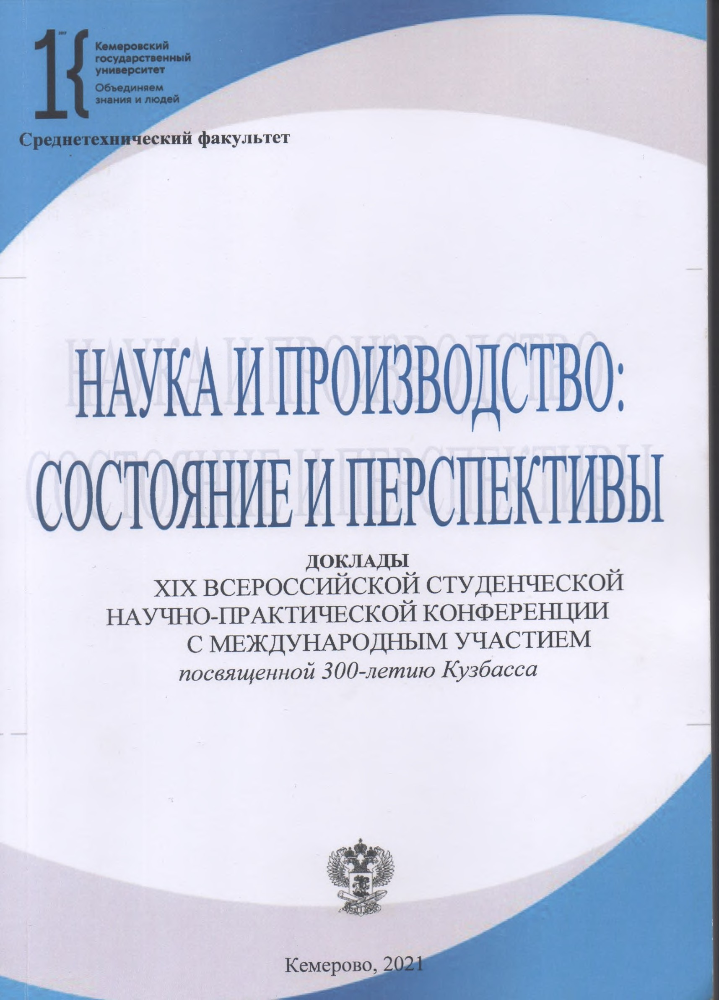 2017
Кемеровский
государственный
университет
Объединяем
знания и людей
Среднетехнический факультет
НАУКА И ПРОИЗВОДСТВО:
СОСТОЯНИЕ И ПЕРСПЕКТИВЫ
ДОКЛАДЫ
XIX ВСЕРОССИЙСКОЙ СТУДЕНЧЕСКОЙ
НАУЧНО-ПРАКТИЧЕСКОЙ КОНФЕРЕНЦИИ
С МЕЖДУНАРОДНЫМ УЧАСТИЕМ
посвященной 300-летию Кузбасса
Кемерово, 2021